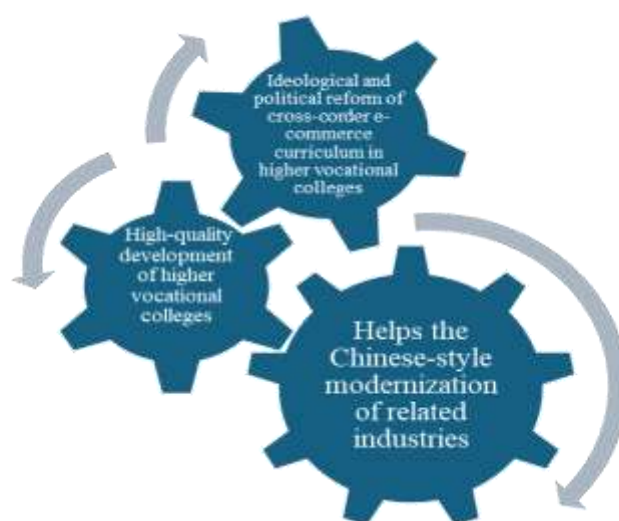 Ideological and
political reform of
cross-corder e-
commerce
curriculum in
higher vocational
colleges
High-quality
development
of higher
vocational
colleges
Helps the
Chinese-style
modernization
of related
industries